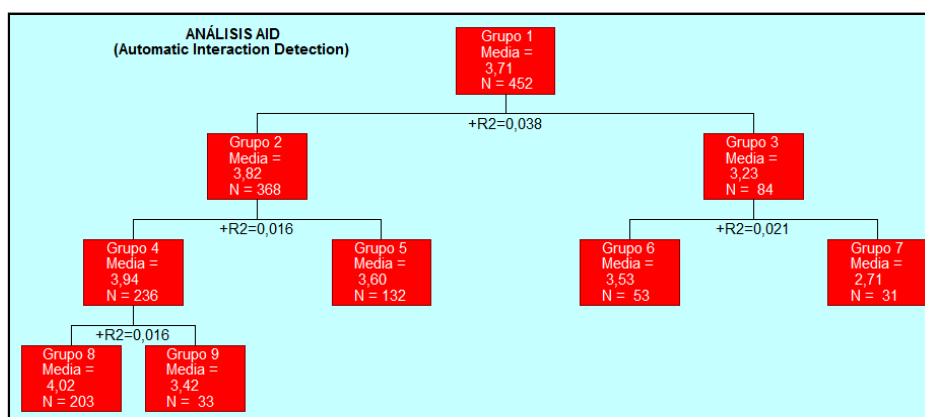 ANÁLISIS AID
(Automatic Interaction Detection)
Grupo 1
Media =
3,71
N = 452
+R2=0,038
Grupo 2
Media =
3,82
N = 368
Grupo 3
Media =
3,23
N = 84
+R2=0,016
+R2=0,021
Grupo 4
Media =
3,94
N = 236
Grupo 5
Media =
3,60
N = 132
Grupo 6
Media =
3,53
N = 53
Grupo 7
Media =
2,71
N = 31
+R2=0,016
Grupo 8
Media =
4,02
N = 203
Grupo 9
Media =
3,42
N = 33